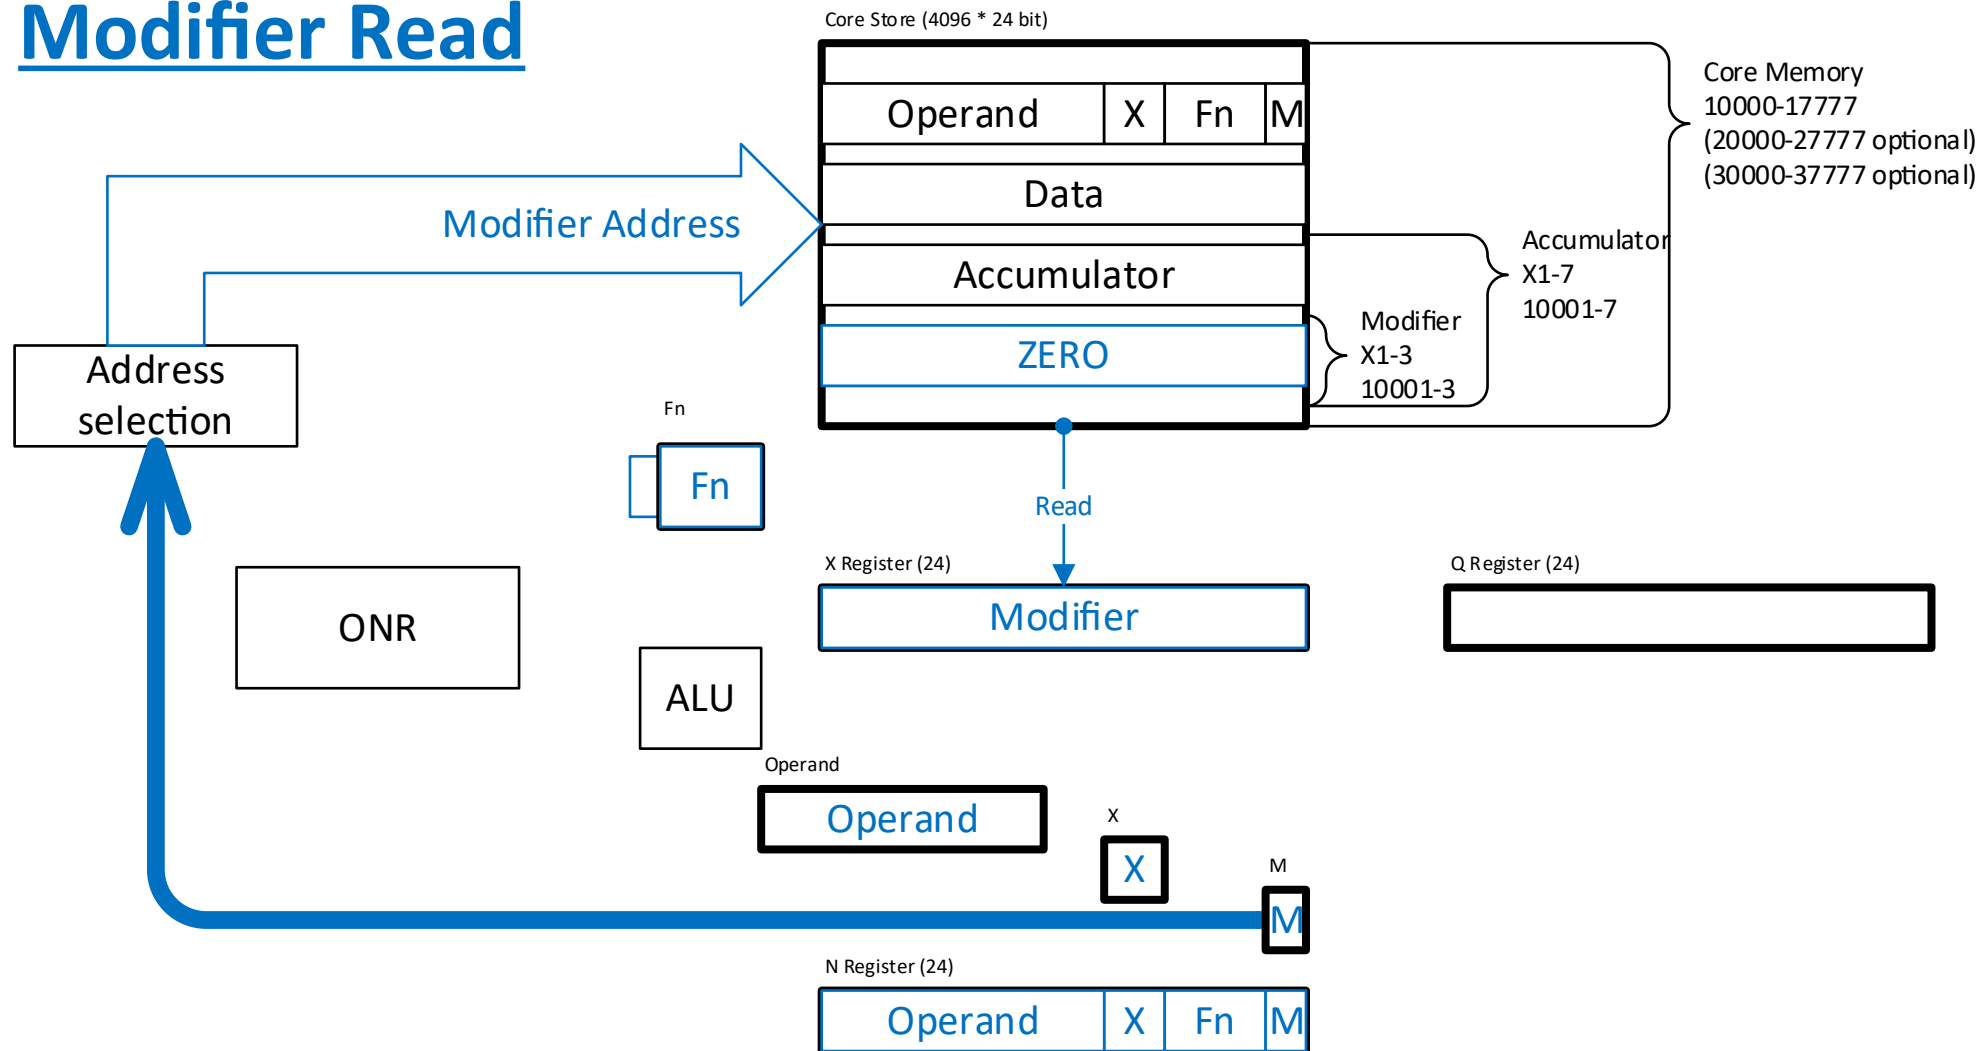 Modifier Read
Core Store (4096 * 24 bit)
Operand X Fn M
Data
Accumulator
ZERO
Core Memory
10000-17777
(20000-27777 optional)
(30000-37777 optional)
Accumulator
X1-7
10001-7
Modifier
X1-3
10001-3
Modifier Address
Address
selection
Fn
Fn
Read
X Register (24)
Modifier
Q Register (24)
ONR
ALU
Operand
Operand
X
X
M
M
N Register (24)
Operand X Fn M